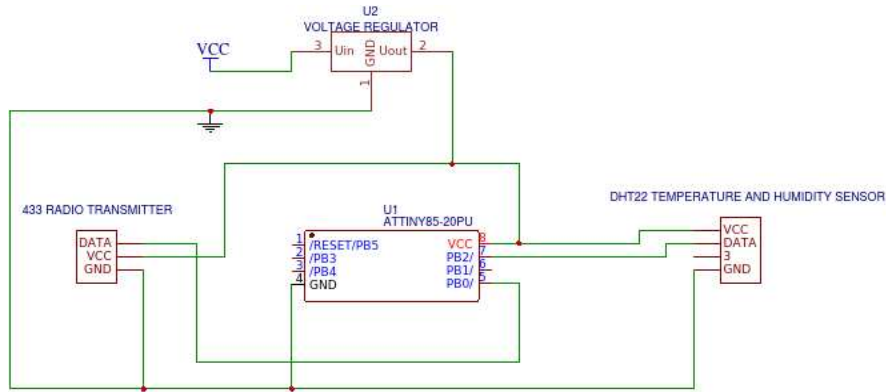 U2
VOLTAGE REGULATOR
VCC
3 Uin GND Uout 2
1
433 RADIO TRANSMITTER
DATA
VCC
GND
U1
ATTINY85-20PU
1 /RESET/PB5
2 /PB3
3 /PB4
4 GND
VCC 8
PB2/ 7
PB1/ 6
PB0/ 5
DHT22 TEMPERATURE AND HUMIDITY SENSOR
VCC
DATA
3
GND